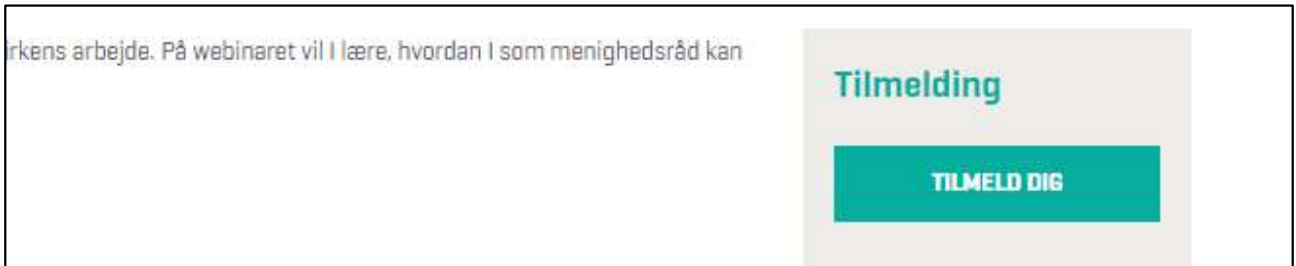 irkens arbejde. På webinaret vil I lære, hvordan I som menighedsråd kan
Tilmelding
TILMELD DIG